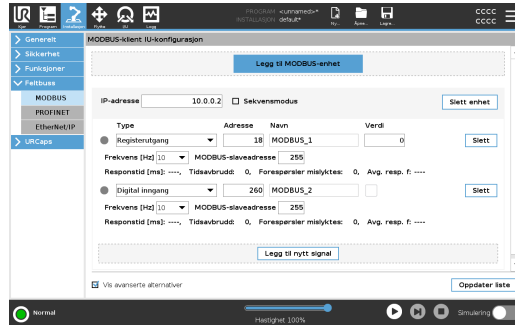 PROGRAM <unnamed>*
INSTALLASJON default*
CCCC
CCCC
Kjør Program Installasjon Flytte I/U Logg Ny... Åpne... Lagre...
Generelt
Sikkerhet
Funksjoner
Feltbuss
MODBUS
PROFINET
EtherNet/IP
URCaps
MODBUS-klient IU-konfigurasjon
Legg til MODBUS-enhet
IP-adresse 10.0.0.2 Sekvensmodus Slett enhet
Type Adresse Navn Verdi
Registerutgang 18 MODBUS_1 0 Slett
Frekvens [Hz] 10 MODBUS-slaveadresse 255
Responstid [ms]: ----, Tidsavbrudd: 0, Forespørsler mislyktes: 0, Avg. resp. f: ----
Digital inngang 260 MODBUS_2 Slett
Frekvens [Hz] 10 MODBUS-slaveadresse 255
Responstid [ms]: ----, Tidsavbrudd: 0, Forespørsler mislyktes: 0, Avg. resp. f: ----
Legg til nytt signal
Vis avanserte alternativer Oppdater liste
Normal
Hastighet 100%
Simulering